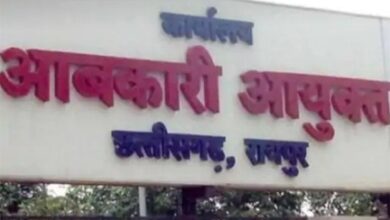 कार्यालय
आबकारी आयुक्त
छत्तीसगढ़, रायपुर